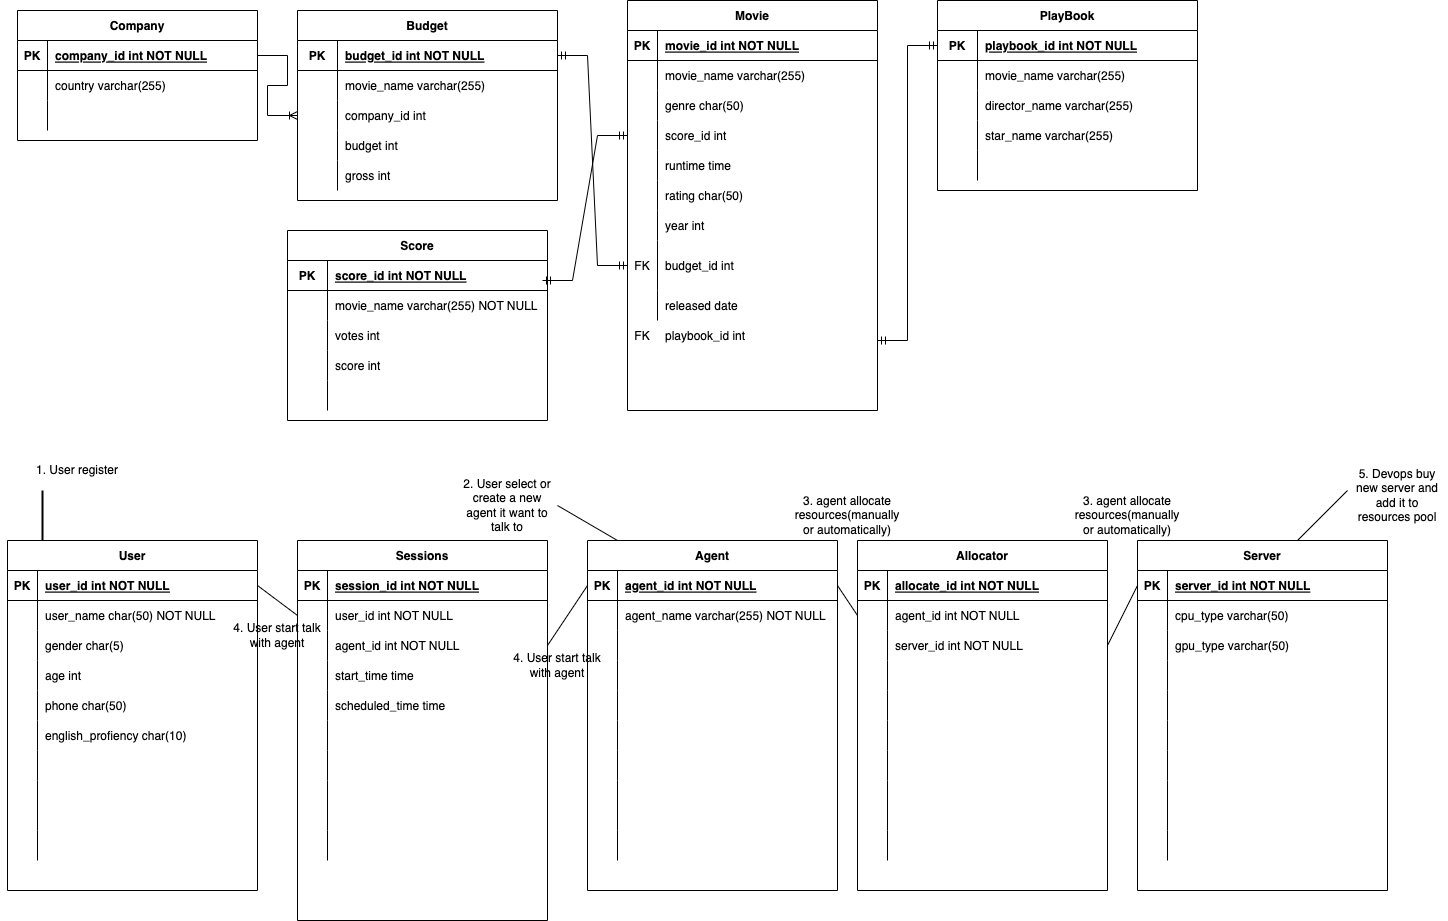 Company
PK company_id int NOT NULL
country varchar(255)
Budget
PK budget_id int NOT NULL
movie_name varchar(255)
company_id int
budget int
gross int
Movie
PK movie_id int NOT NULL
movie_name varchar(255)
genre char(50)
score_id int
runtime time
rating char(50)
year int
FK budget_id int
released date
FK playbook_id int
PlayBook
PK playbook_id int NOT NULL
movie_name varchar(255)
director_name varchar(255)
star_name varchar(255)
Score
PK score_id int NOT NULL
movie_name varchar(255) NOT NULL
votes int
score int
1. User register
2. User select or
create a new
agent it want to
talk to
3. agent allocate
resources(manually
or automatically)
3. agent allocate
resources(manually
or automatically)
5. Devops buy
new server and
add it to
resources pool
User
PK user_id int NOT NULL
user_name char(50) NOT NULL
gender char(5)
age int
phone char(50)
english_profiency char(10)
4. User start talk
with agent
Sessions
PK session_id int NOT NULL
user_id int NOT NULL
agent_id int NOT NULL
start_time time
scheduled_time time
4. User start talk
with agent
Agent
PK agent_id int NOT NULL
agent_name varchar(255) NOT NULL
Allocator
PK allocate_id int NOT NULL
agent_id int NOT NULL
server_id int NOT NULL
Server
PK server_id int NOT NULL
cpu_type varchar(50)
gpu_type varchar(50)